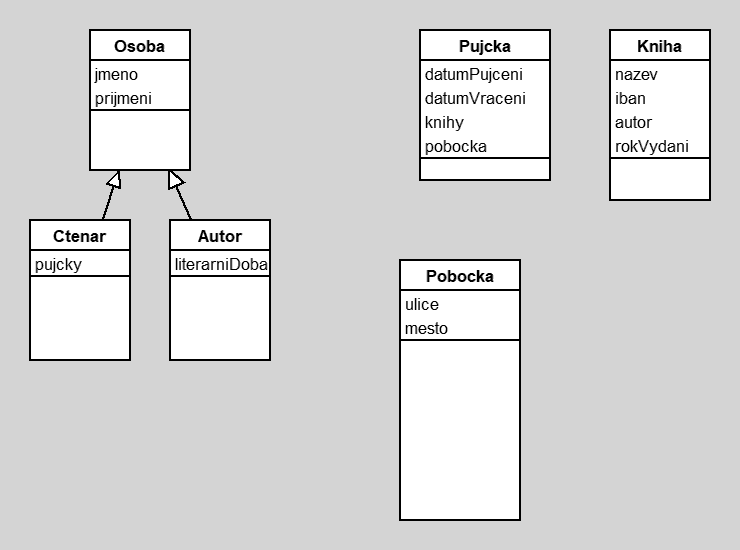 Osoba
jmeno
prijmeni
Pujcka
datumPujceni
datumVraceni
knihy
pobocka
Kniha
nazev
iban
autor
rokVydani
Ctenar
pujcky
Autor
literarniDoba
Pobocka
ulice
mesto